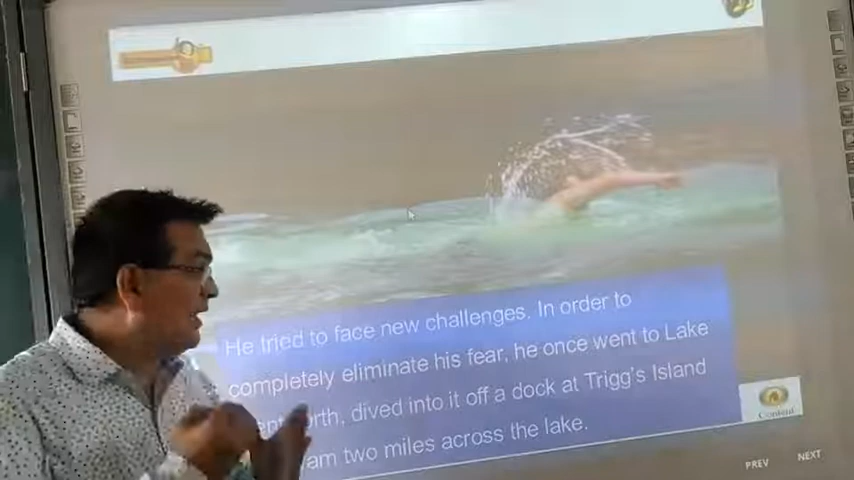 He tried to face new challenges. In order to
completely eliminate his fear, he once went to Lake
dived into it off a dock at Trigg's Island
two miles across the lake.
Content
PREV NEXT